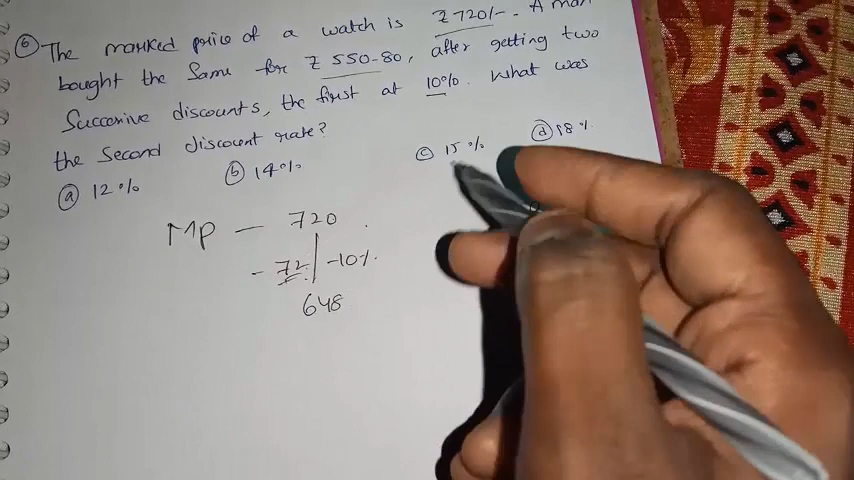 ⑥ The marked price of a watch is ₹720/-. A man
bought the Same for ₹ 550-80, after getting two
Successive discounts, the first at 10%. What was
the Second discount rate?
ⓐ 12% ⓑ 14% ⓒ 15% ⓓ 18%
MP — 720
- 72 -10%.
648